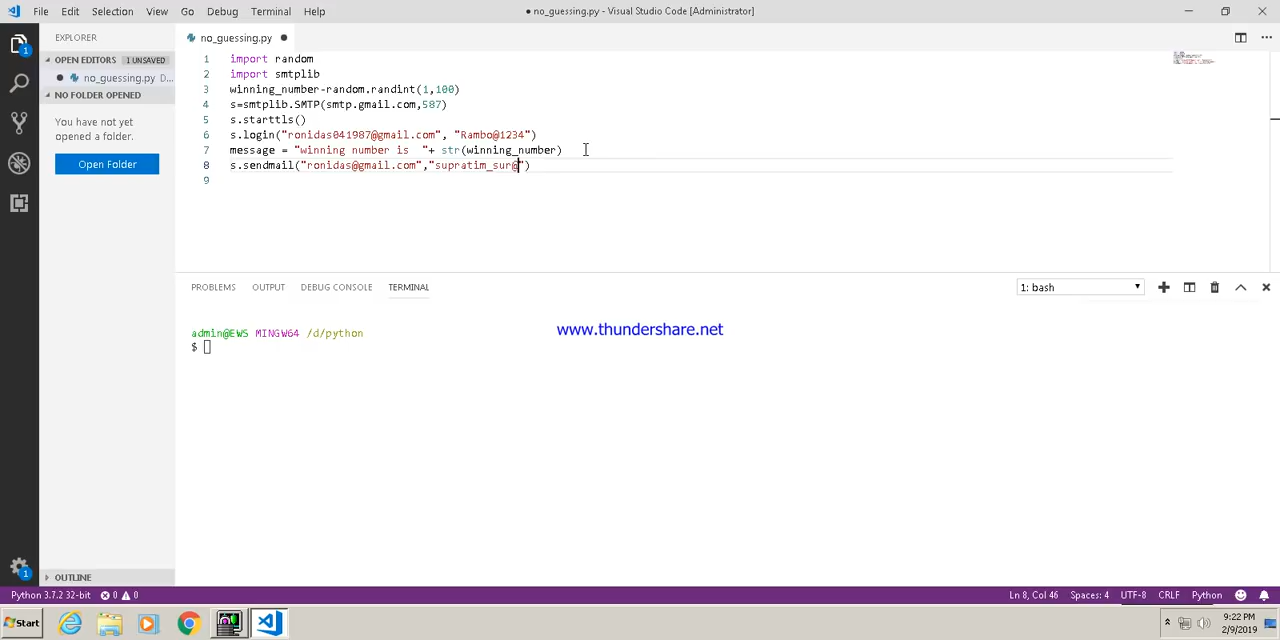 File Edit Selection View Go Debug Terminal Help
● no_guessing.py - Visual Studio Code [Administrator]
EXPLORER
OPEN EDITORS 1 UNSAVED
● no_guessing.py D...
NO FOLDER OPENED
You have not yet
opened a folder.
Open Folder
OUTLINE
no_guessing.py ●
1 import random
2 import smtplib
3 winning_number-random.randint(1,100)
4 s=smtplib.SMTP(smtp.gmail.com,587)
5 s.starttls()
6 s.login("ronidas041987@gmail.com", "Rambo@1234")
7 message = "winning number is  "+ str(winning_number)
8 s.sendmail("ronidas@gmail.com","supratim_sur@")
9
PROBLEMS OUTPUT DEBUG CONSOLE TERMINAL
1: bash
admin@EWS MINGW64 /d/python
$
www.thundershare.net
Python 3.7.2 32-bit 0 0
Ln 8, Col 46 Spaces: 4 UTF-8 CRLF Python
Start
9:22 PM
2/9/2019